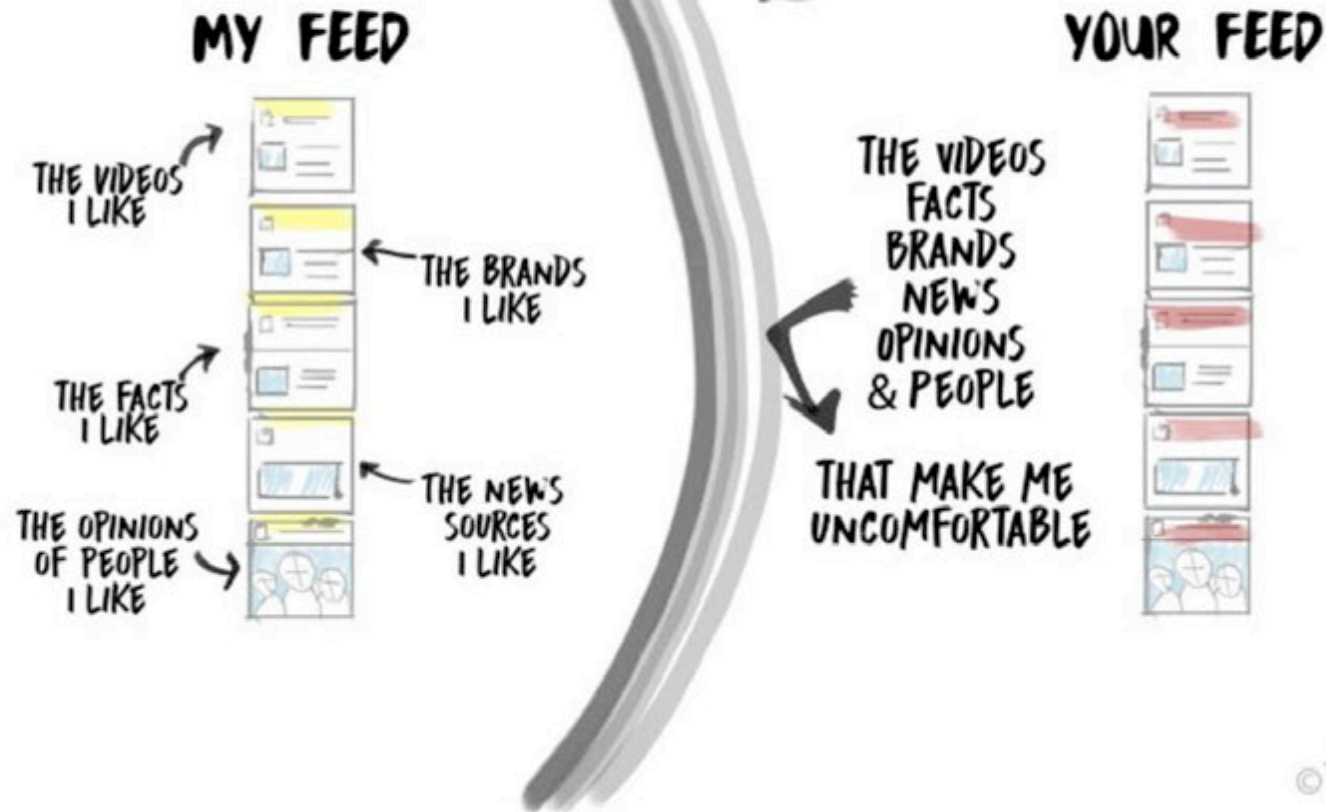 MY FEED
THE VIDEOS
I LIKE
THE BRANDS
I LIKE
THE FACTS
I LIKE
THE NEWS
SOURCES
I LIKE
THE OPINIONS
OF PEOPLE
I LIKE
YOUR FEED
THE VIDEOS
FACTS
BRANDS
NEWS
OPINIONS
& PEOPLE
THAT MAKE ME
UNCOMFORTABLE
©